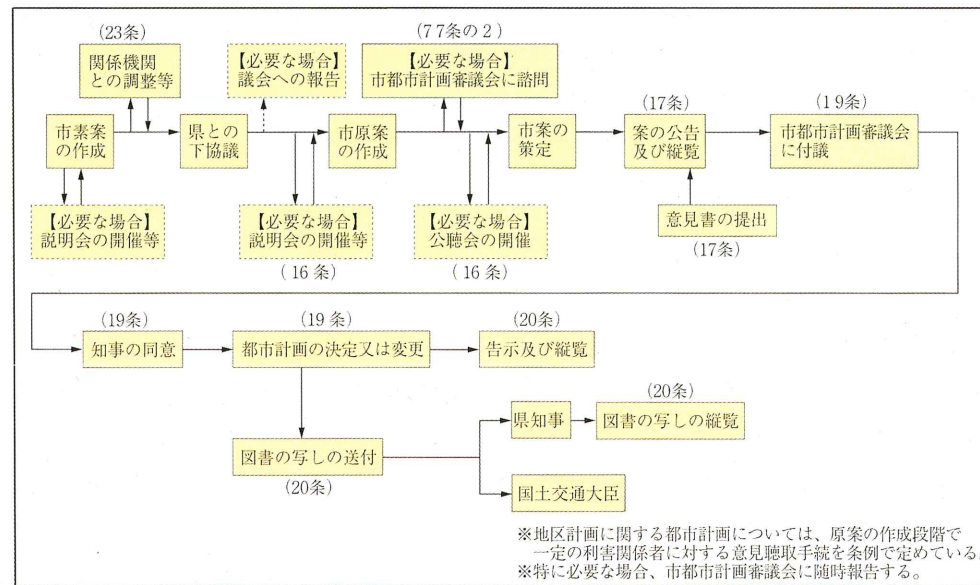 (23条)
関係機関
との調整等
【必要な場合】
議会への報告
(77条の2)
【必要な場合】
市都市計画審議会に諮問
市素案
の作成
県との
下協議
市原案
の作成
市案の
策定
(17条)
案の公告
及び縦覧
(19条)
市都市計画審議会
に付議
【必要な場合】
説明会の開催等
【必要な場合】
説明会の開催等
(16条)
【必要な場合】
公聴会の開催
(16条)
意見書の提出
(17条)
(19条)
知事の同意
(19条)
都市計画の決定又は変更
(20条)
告示及び縦覧
図書の写しの送付
(20条)
県知事
(20条)
図書の写しの縦覧
国土交通大臣
※地区計画に関する都市計画については、原案の作成段階で
一定の利害関係者に対する意見聴取手続を条例で定めている。
※特に必要な場合、市都市計画審議会に随時報告する。